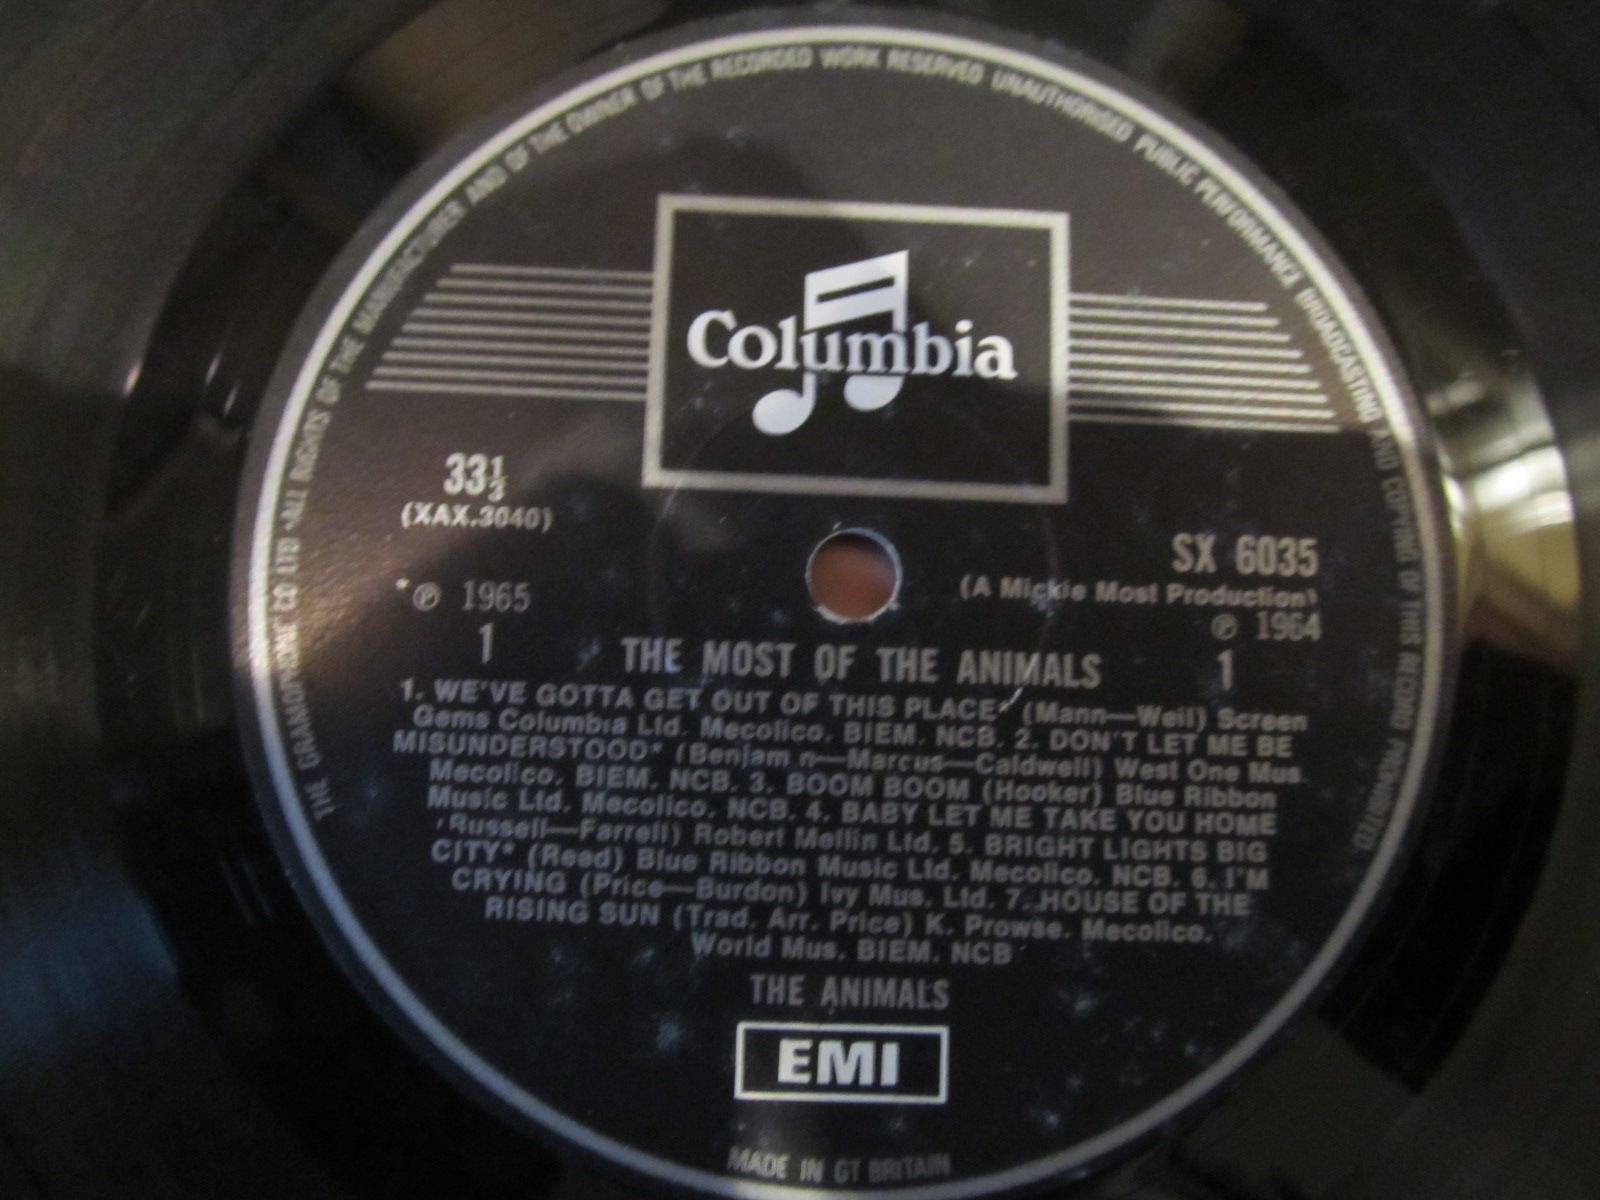 THE GRAMOPHONE CO LTD · ALL RIGHTS OF THE MANUFACTURER AND OF THE OWNER OF THE RECORDED WORK RESERVED UNAUTHORISED PUBLIC PERFORMANCE BROADCASTING AND COPYING OF THIS RECORD PROHIBITED
Columbia
33⅓
(XAX.3040)
SX 6035
(A Mickie Most Production)
*℗ 1965
℗ 1964
1
THE MOST OF THE ANIMALS
1
1. WE'VE GOTTA GET OUT OF THIS PLACE* (Mann—Weil) Screen
Gems Columbia Ltd. Mecolico. BIEM. NCB. 2. DON'T LET ME BE
MISUNDERSTOOD* (Benjamin—Marcus—Caldwell) West One Mus.
Mecolico. BIEM. NCB. 3. BOOM BOOM (Hooker) Blue Ribbon
Music Ltd. Mecolico. NCB. 4. BABY LET ME TAKE YOU HOME
(Russell—Farrell) Robert Mellin Ltd. 5. BRIGHT LIGHTS BIG
CITY* (Reed) Blue Ribbon Music Ltd. Mecolico. NCB. 6. I'M
CRYING (Price—Burdon) Ivy Mus. Ltd. 7. HOUSE OF THE
RISING SUN (Trad. Arr. Price) K. Prowse. Mecolico.
World Mus. BIEM. NCB
THE ANIMALS
EMI
MADE IN GT BRITAIN